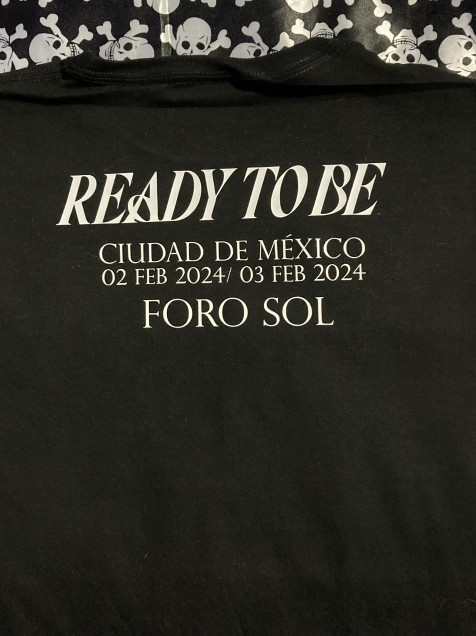 READY TO BE
CIUDAD DE MÉXICO
02 FEB 2024/ 03 FEB 2024
FORO SOL